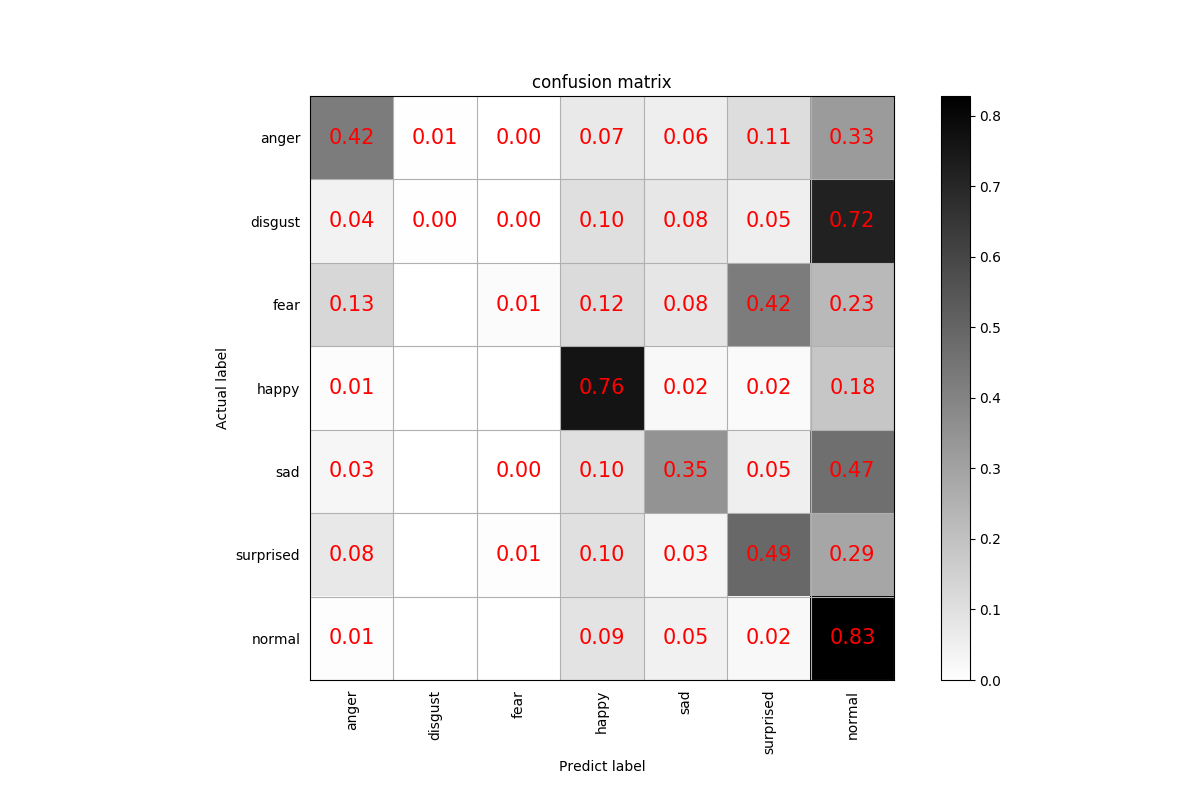 confusion matrix
anger 0.42 0.01 0.00 0.07 0.06 0.11 0.33
disgust 0.04 0.00 0.00 0.10 0.08 0.05 0.72
fear 0.13 0.01 0.12 0.08 0.42 0.23
happy 0.01 0.76 0.02 0.02 0.18
sad 0.03 0.00 0.10 0.35 0.05 0.47
surprised 0.08 0.01 0.10 0.03 0.49 0.29
normal 0.01 0.09 0.05 0.02 0.83
Actual label
anger disgust fear happy sad surprised normal
Predict label
0.8
0.7
0.6
0.5
0.4
0.3
0.2
0.1
0.0